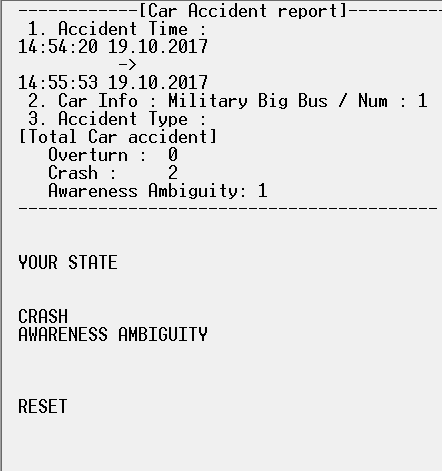 ------------[Car Accident report]---------
1. Accident Time :
14:54:20 19.10.2017
->
14:55:53 19.10.2017
2. Car Info : Military Big Bus / Num : 1
3. Accident Type :
[Total Car accident]
Overturn :  0
Crash :     2
Awareness Ambiguity: 1
------------------------------------------
YOUR STATE
CRASH
AWARENESS AMBIGUITY
RESET